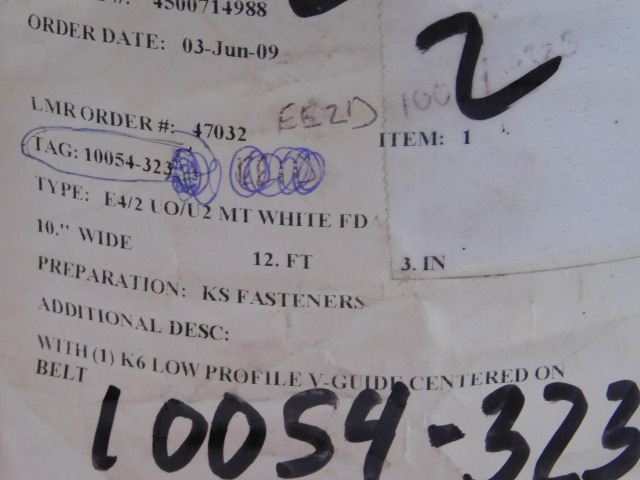 #: 4500714988
ORDER DATE: 03-Jun-09
2
LMR ORDER #: 47032
EE21D
ITEM: 1
TAG: 10054-323
TYPE: E4/2 UO/U2 MT WHITE FD
10." WIDE 12. FT 3. IN
PREPARATION: KS FASTENERS
ADDITIONAL DESC:
WITH (1) K6 LOW PROFILE V-GUIDE CENTERED ON
BELT
10054-323